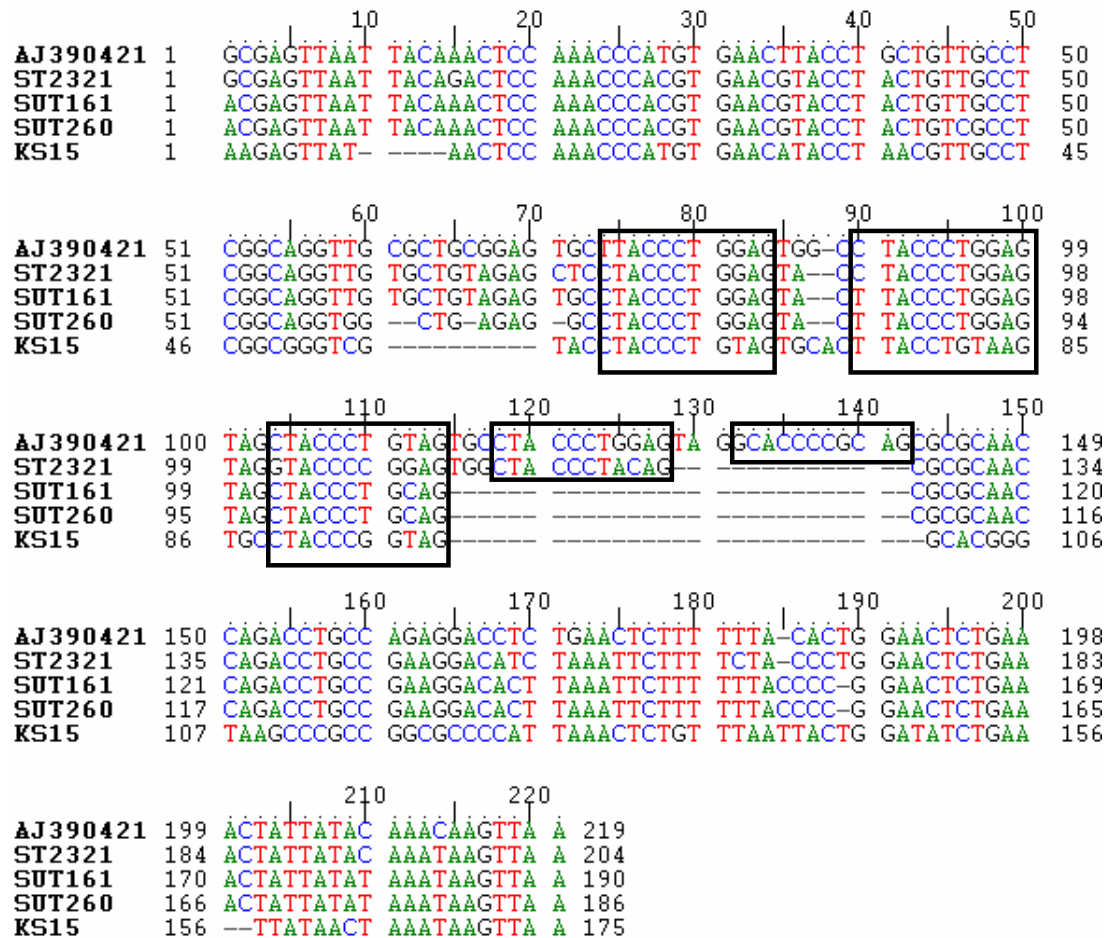 10 20 30 40 50
AJ390421 1 GCGAGTTAAT TACAAACTCC AAACCCATGT GAACTTACCT GCTGTTGCCT 50
ST2321 1 GCGAGTTAAT TACAGACTCC AAACCCACGT GAACGTACCT ACTGTTGCCT 50
SUT161 1 ACGAGTTAAT TACAAACTCC AAACCCACGT GAACGTACCT ACTGTTGCCT 50
SUT260 1 ACGAGTTAAT TACAAACTCC AAACCCACGT GAACGTACCT ACTGTCGCCT 50
KS15 1 AAGAGTTAT- ----AACTCC AAACCCATGT GAACATACCT AACGTTGCCT 45
60 70 80 90 100
AJ390421 51 CGGCAGGTTG CGCTGCGGAG TGCTTACCCT GGAGTGG-CC TACCCTGGAG 99
ST2321 51 CGGCAGGTTG TGCTGTAGAG CTCCTACCCT GGAGTA--CC TACCCTGGAG 98
SUT161 51 CGGCAGGTTG TGCTGTAGAG TGCCTACCCT GGAGTA--CT TACCCTGGAG 98
SUT260 51 CGGCAGGTGG --CTG-AGAG -GCCTACCCT GGAGTA--CT TACCCTGGAG 94
KS15 46 CGGCGGGTCG ---------- TACCTACCCT GTAGTGCACT TACCTGTAAG 85
110 120 130 140 150
AJ390421 100 TAGCTACCCT GTAGTGCCTA CCCTGGAGTA GGCACCCCGC AGCGCGCAAC 149
ST2321 99 TAGGTACCCC GGAGTGGCTA CCCTACAG-- ---------- --CGCGCAAC 134
SUT161 99 TAGCTACCCT GCAG------ ---------- ---------- --CGCGCAAC 120
SUT260 95 TAGCTACCCT GCAG------ ---------- ---------- --CGCGCAAC 116
KS15 86 TGCCTACCCG GTAG------ ---------- ---------- ---GCACGGG 106
160 170 180 190 200
AJ390421 150 CAGACCTGCC AGAGGACCTC TGAACTCTTT TTTA-CACTG GAACTCTGAA 198
ST2321 135 CAGACCTGCC GAAGGACATC TAAATTCTTT TCTA-CCCTG GAACTCTGAA 183
SUT161 121 CAGACCTGCC GAAGGACACT TAAATTCTTT TTTACCCC-G GAACTCTGAA 169
SUT260 117 CAGACCTGCC GAAGGACACT TAAATTCTTT TTTACCCC-G GAACTCTGAA 165
KS15 107 TAAGCCCGCC GGCGCCCCAT TAAACTCTGT TTAATTACTG GATATCTGAA 156
210 220
AJ390421 199 ACTATTATAC AAACAAGTTA A 219
ST2321 184 ACTATTATAC AAATAAGTTA A 204
SUT161 170 ACTATTATAT AAATAAGTTA A 190
SUT260 166 ACTATTATAT AAATAAGTTA A 186
KS15 156 --TTATAACT AAATAAGTTA A 175